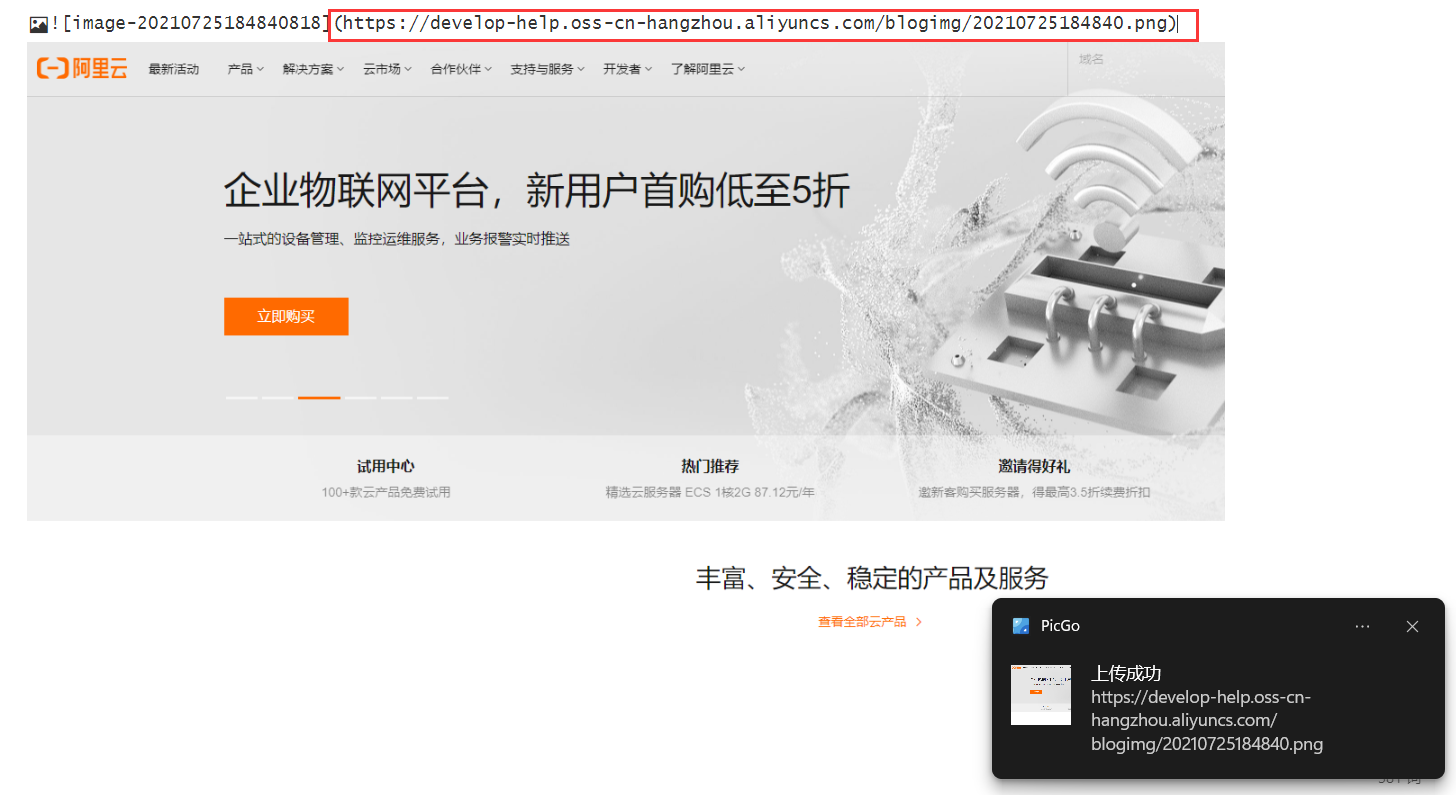 ![image-20210725184840818](https://develop-help.oss-cn-hangzhou.aliyuncs.com/blogimg/20210725184840.png)
阿里云 最新活动 产品 解决方案 云市场 合作伙伴 支持与服务 开发者 了解阿里云 域名
企业物联网平台，新用户首购低至5折
一站式的设备管理、监控运维服务，业务报警实时推送
立即购买
试用中心 热门推荐 邀请得好礼
100+款云产品免费试用 精选云服务器 ECS 1核2G 87.12元/年 邀新客购买服务器，得最高3.5折续费折扣
丰富、安全、稳定的产品及服务
查看全部云产品
PicGo
上传成功
https://develop-help.oss-cn-
hangzhou.aliyuncs.com/
blogimg/20210725184840.png